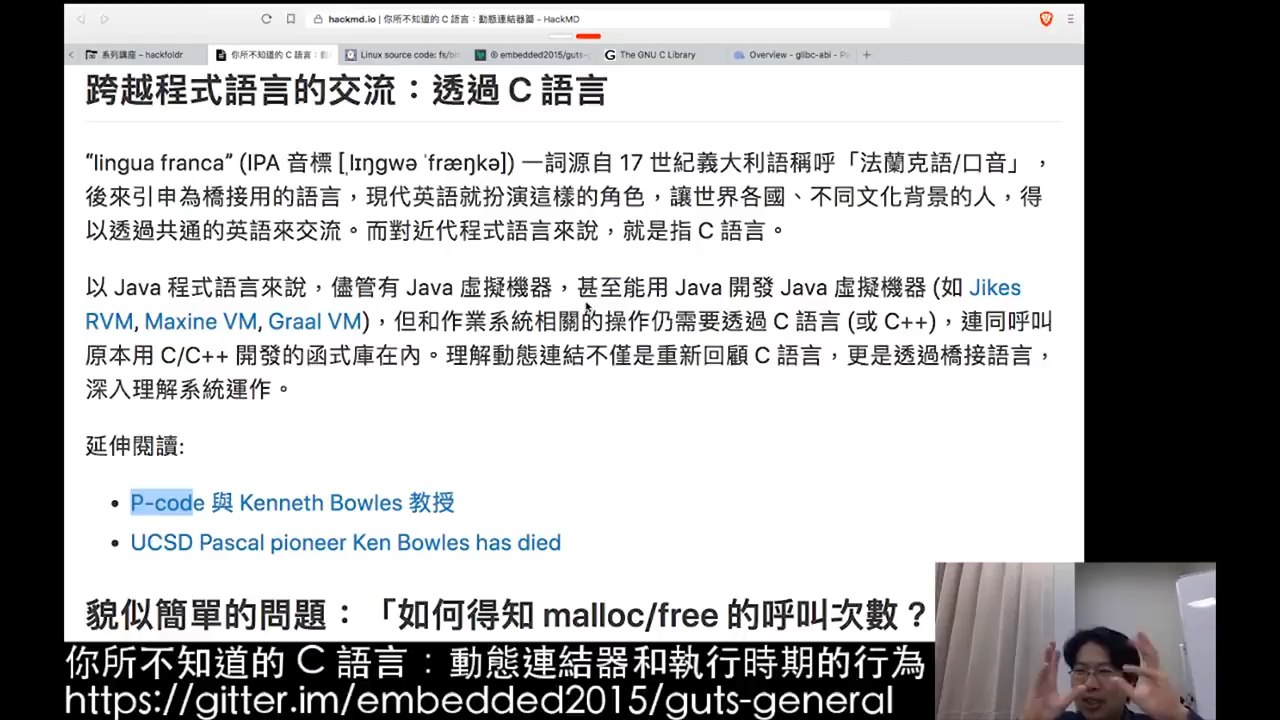 hackmd.io | 你所不知道的 C 語言：動態連結器篇 - HackMD
系列講座 – hackfoldr
你所不知道的 C 語言：
Linux source code: fs/bin
embedded2015/guts-
The GNU C Library
Overview - glibc-abi - Pa
跨越程式語言的交流：透過 C 語言
“lingua franca” (IPA 音標 [ˌlɪŋɡwə ˈfræŋkə]) 一詞源自 17 世紀義大利語稱呼「法蘭克語/口音」，
後來引申為橋接用的語言，現代英語就扮演這樣的角色，讓世界各國、不同文化背景的人，得
以透過共通的英語來交流。而對近代程式語言來說，就是指 C 語言。
以 Java 程式語言來說，儘管有 Java 虛擬機器，甚至能用 Java 開發 Java 虛擬機器 (如 Jikes
RVM, Maxine VM, Graal VM)，但和作業系統相關的操作仍需要透過 C 語言 (或 C++)，連同呼叫
原本用 C/C++ 開發的函式庫在內。理解動態連結不僅是重新回顧 C 語言，更是透過橋接語言，
深入理解系統運作。
延伸閱讀:
P-code 與 Kenneth Bowles 教授
UCSD Pascal pioneer Ken Bowles has died
貌似簡單的問題：「如何得知 malloc/free 的呼叫次數？
你所不知道的 C 語言：動態連結器和執行時期的行為
https://gitter.im/embedded2015/guts-general